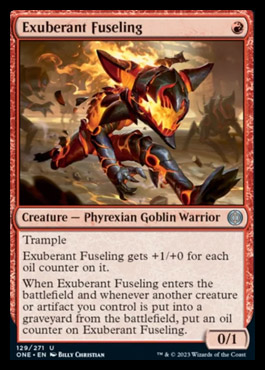 Exuberant Fuseling
Creature — Phyrexian Goblin Warrior
Trample
Exuberant Fuseling gets +1/+0 for each
oil counter on it.
When Exuberant Fuseling enters the
battlefield and whenever another creature
or artifact you control is put into a
graveyard from the battlefield, put an oil
counter on Exuberant Fuseling.
0/1
129/271 U
ONE • EN BILLY CHRISTIAN
™ & © 2023 Wizards of the Coast